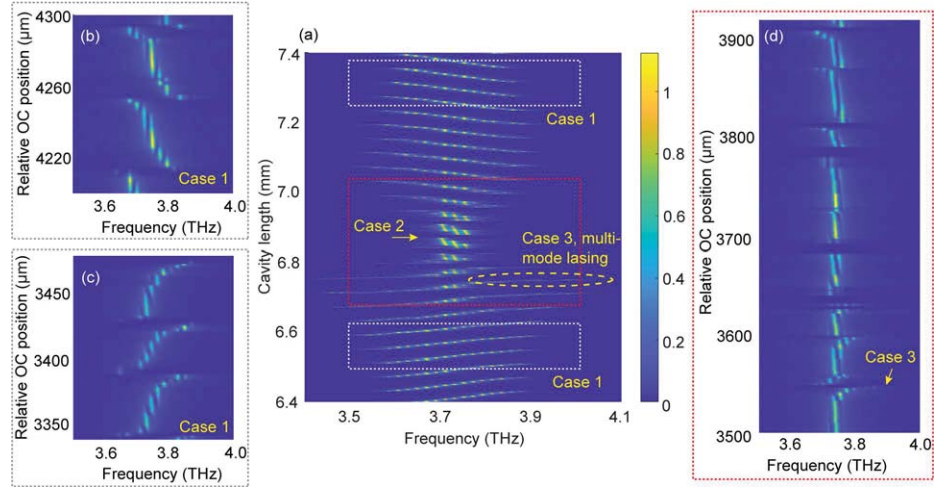 (b)
Relative OC position (µm)
4300
4260
4220
Case 1
3.6
3.8
4.0
Frequency (THz)
(c)
Relative OC position (µm)
3450
3400
3350
Case 1
3.6
3.8
4.0
Frequency (THz)
(a)
Cavity length (mm)
7.4
7.2
7.0
6.8
6.6
6.4
Case 1
Case 2
Case 3, multi-
mode lasing
Case 1
3.5
3.7
3.9
4.1
Frequency (THz)
1
0.8
0.6
0.4
0.2
0
(d)
Relative OC position (µm)
3900
3800
3700
3600
3500
Case 3
3.6
3.8
4.0
Frequency (THz)